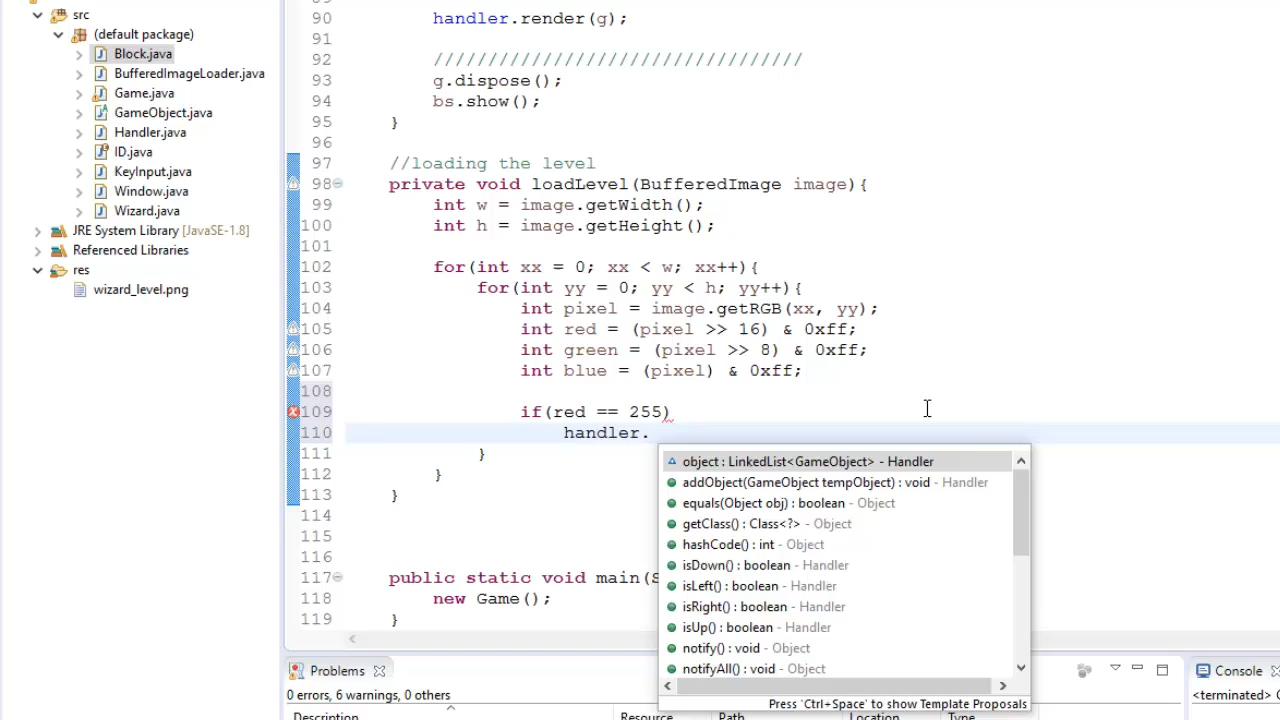 src
(default package)
Block.java
BufferedImageLoader.java
Game.java
GameObject.java
Handler.java
ID.java
KeyInput.java
Window.java
Wizard.java
JRE System Library [JavaSE-1.8]
Referenced Libraries
res
wizard_level.png
90 handler.render(g);
91
92 //////////////////////////////////
93 g.dispose();
94 bs.show();
95 }
96
97 //loading the level
98 private void loadLevel(BufferedImage image){
99 int w = image.getWidth();
100 int h = image.getHeight();
101
102 for(int xx = 0; xx < w; xx++){
103 for(int yy = 0; yy < h; yy++){
104 int pixel = image.getRGB(xx, yy);
105 int red = (pixel >> 16) & 0xff;
106 int green = (pixel >> 8) & 0xff;
107 int blue = (pixel) & 0xff;
108
109 if(red == 255)
110 handler.
111 }
112 }
113 }
114
115
116
117 public static void main(S
118 new Game();
119 }
object : LinkedList<GameObject> - Handler
addObject(GameObject tempObject) : void - Handler
equals(Object obj) : boolean - Object
getClass() : Class<?> - Object
hashCode() : int - Object
isDown() : boolean - Handler
isLeft() : boolean - Handler
isRight() : boolean - Handler
isUp() : boolean - Handler
notify() : void - Object
notifyAll() : void - Object
Press 'Ctrl+Space' to show Template Proposals
Problems
0 errors, 6 warnings, 0 others
Description Resource Path Location Type
Console
<terminated>